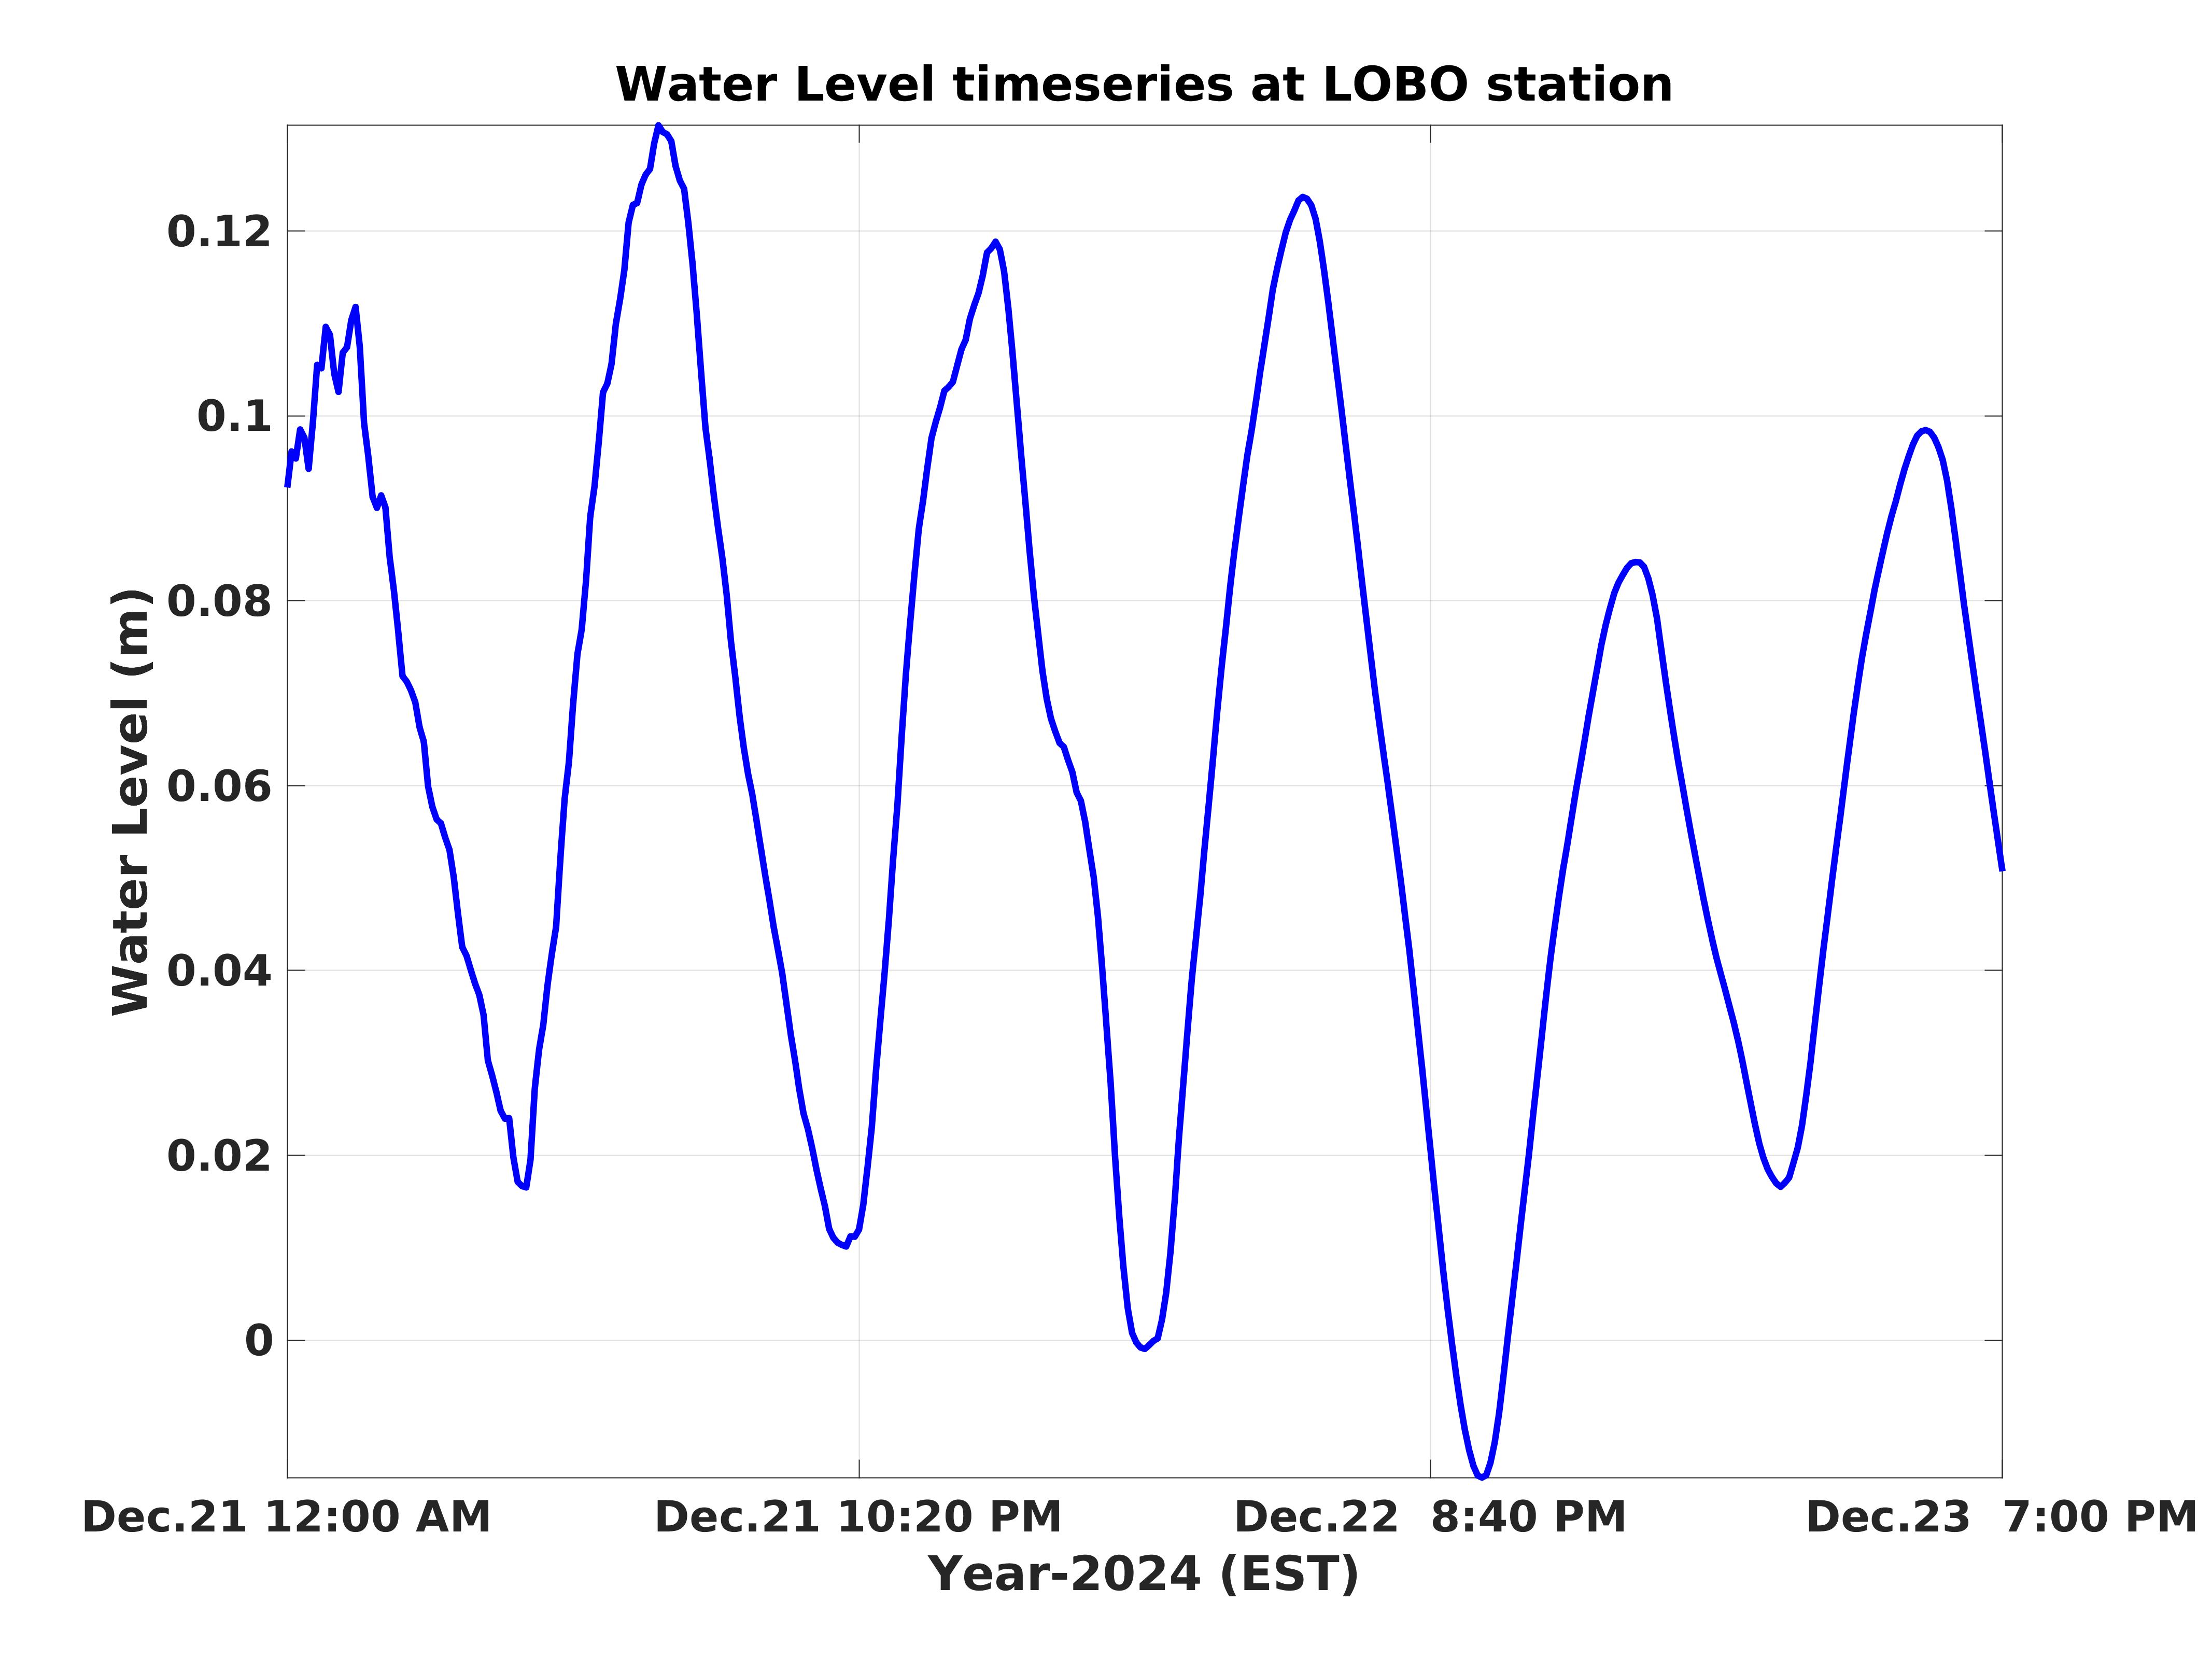 Water Level timeseries at LOBO station
0.12
0.1
0.08
0.06
0.04
0.02
0
Water Level (m)
Dec.21 12:00 AM
Dec.21 10:20 PM
Dec.22 8:40 PM
Dec.23 7:00 PM
Year-2024 (EST)